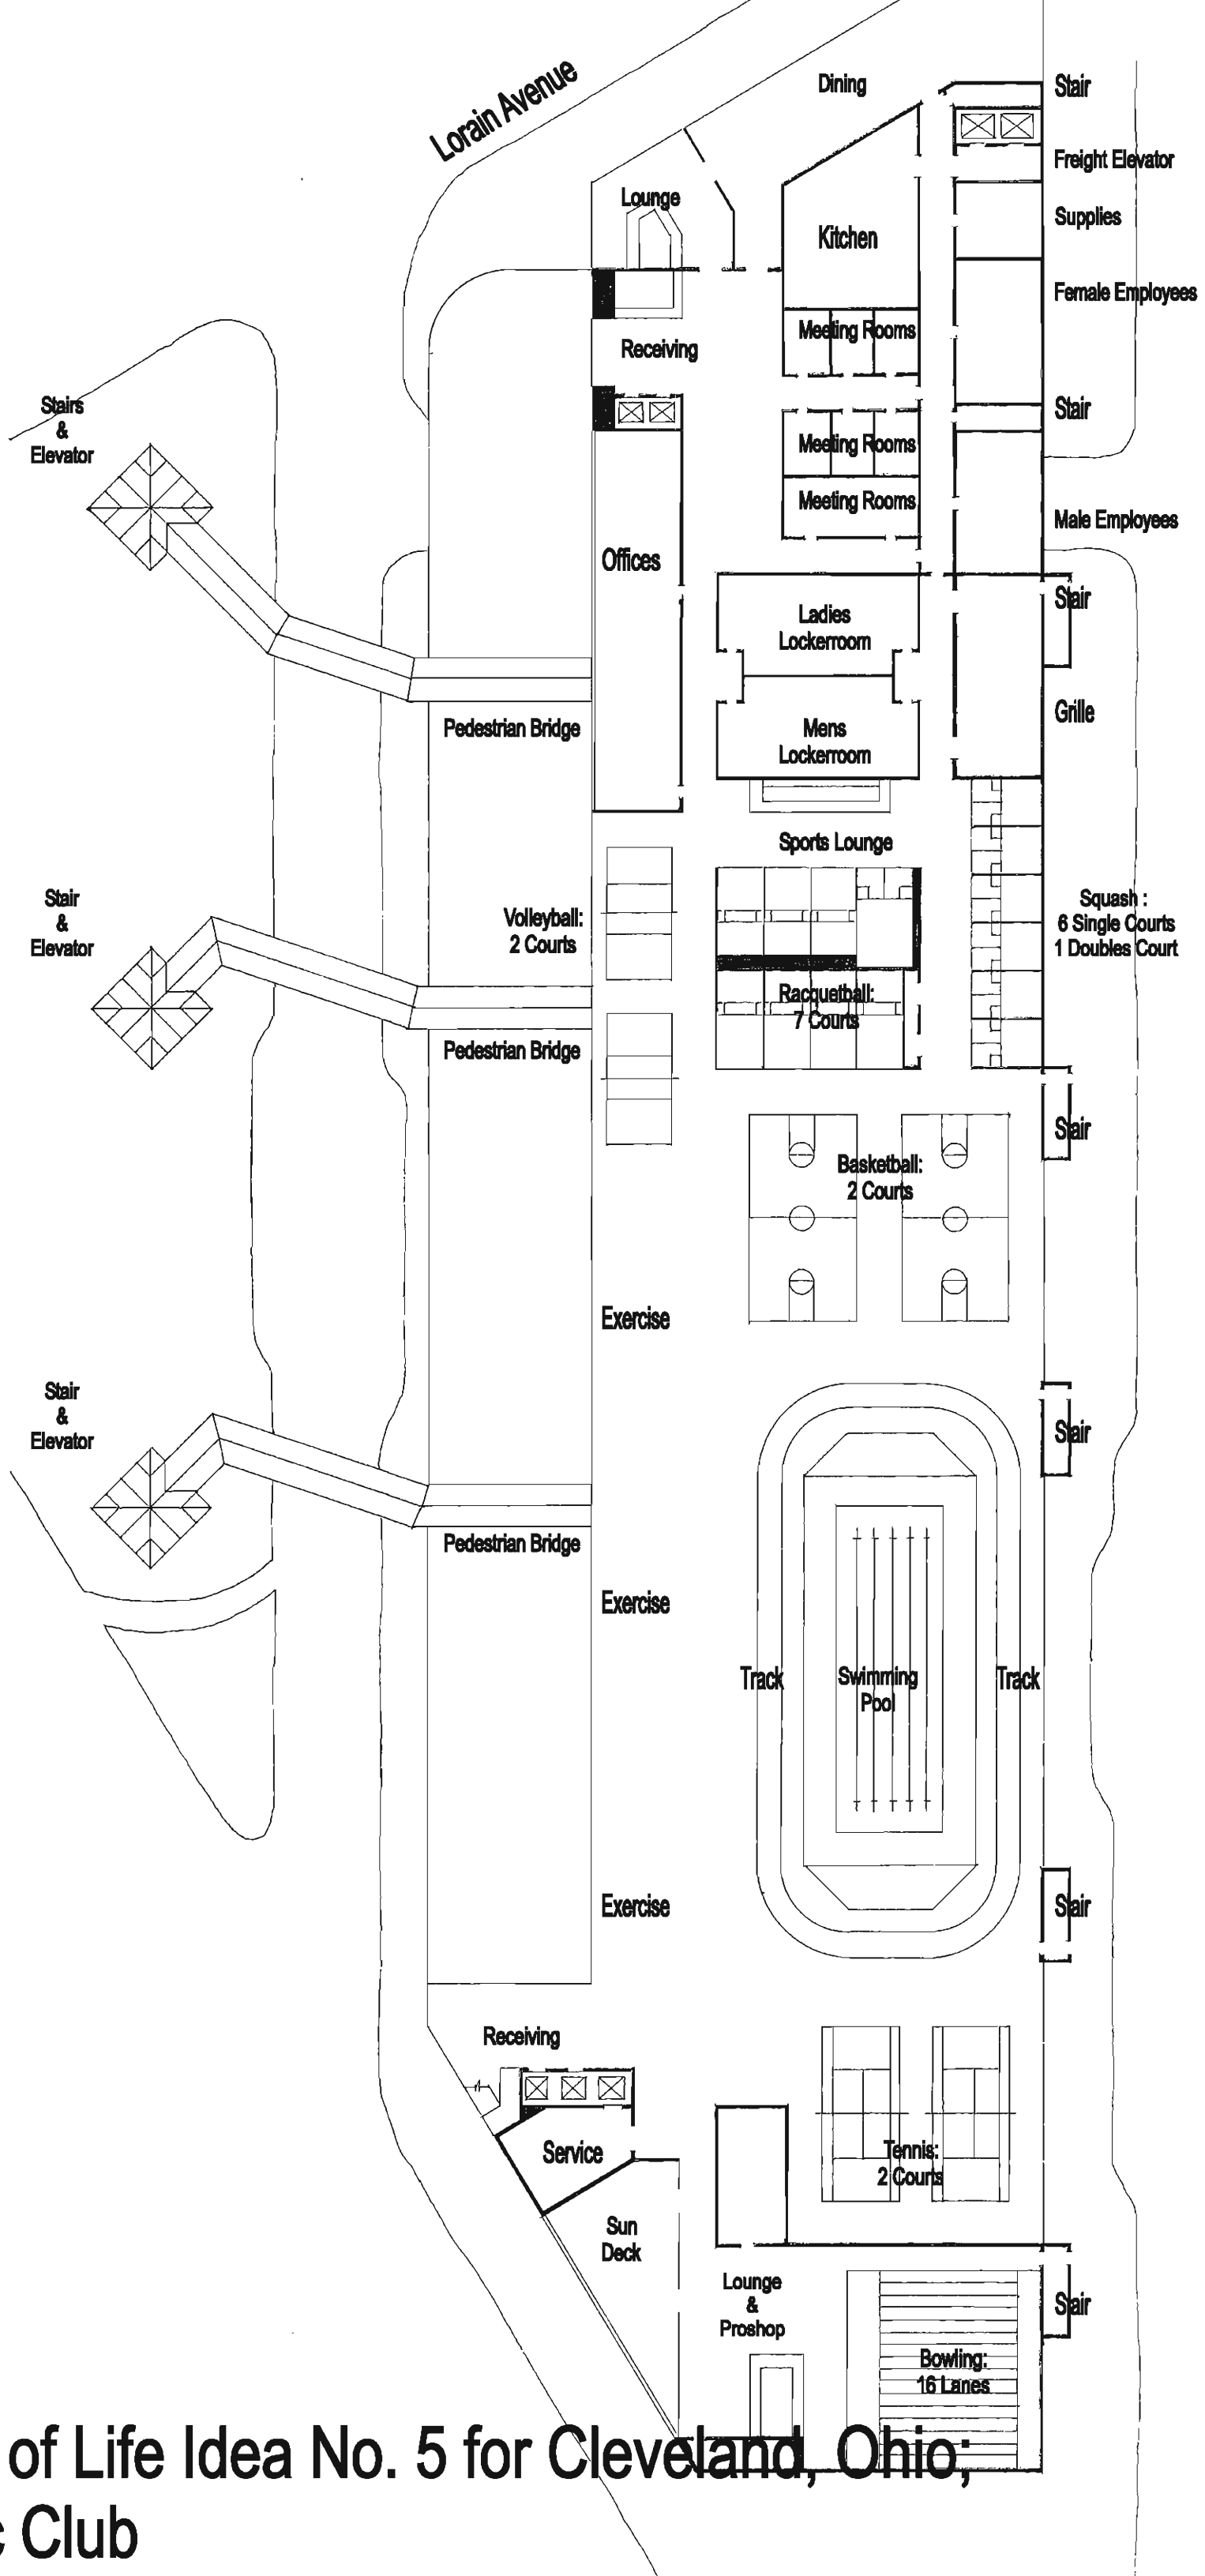 Lorain Avenue
Dining
Stair
Freight Elevator
Lounge
Supplies
Kitchen
Female Employees
Meeting Rooms
Receiving
Stairs
&
Elevator
Stair
Meeting Rooms
Meeting Rooms
Male Employees
Offices
Stair
Ladies
Lockerroom
Pedestrian Bridge
Mens
Lockerroom
Grille
Sports Lounge
Stair
&
Elevator
Volleyball:
2 Courts
Squash :
6 Single Courts
1 Doubles Court
Racquetball:
7 Courts
Pedestrian Bridge
Stair
Basketball:
2 Courts
Exercise
Stair
&
Elevator
Stair
Pedestrian Bridge
Exercise
Track
Swimming
Pool
Track
Exercise
Stair
Receiving
Service
Tennis:
2 Courts
Sun
Deck
Lounge
&
Proshop
Stair
Bowling:
16 Lanes
of Life Idea No. 5 for Cleveland, Ohio;
Club